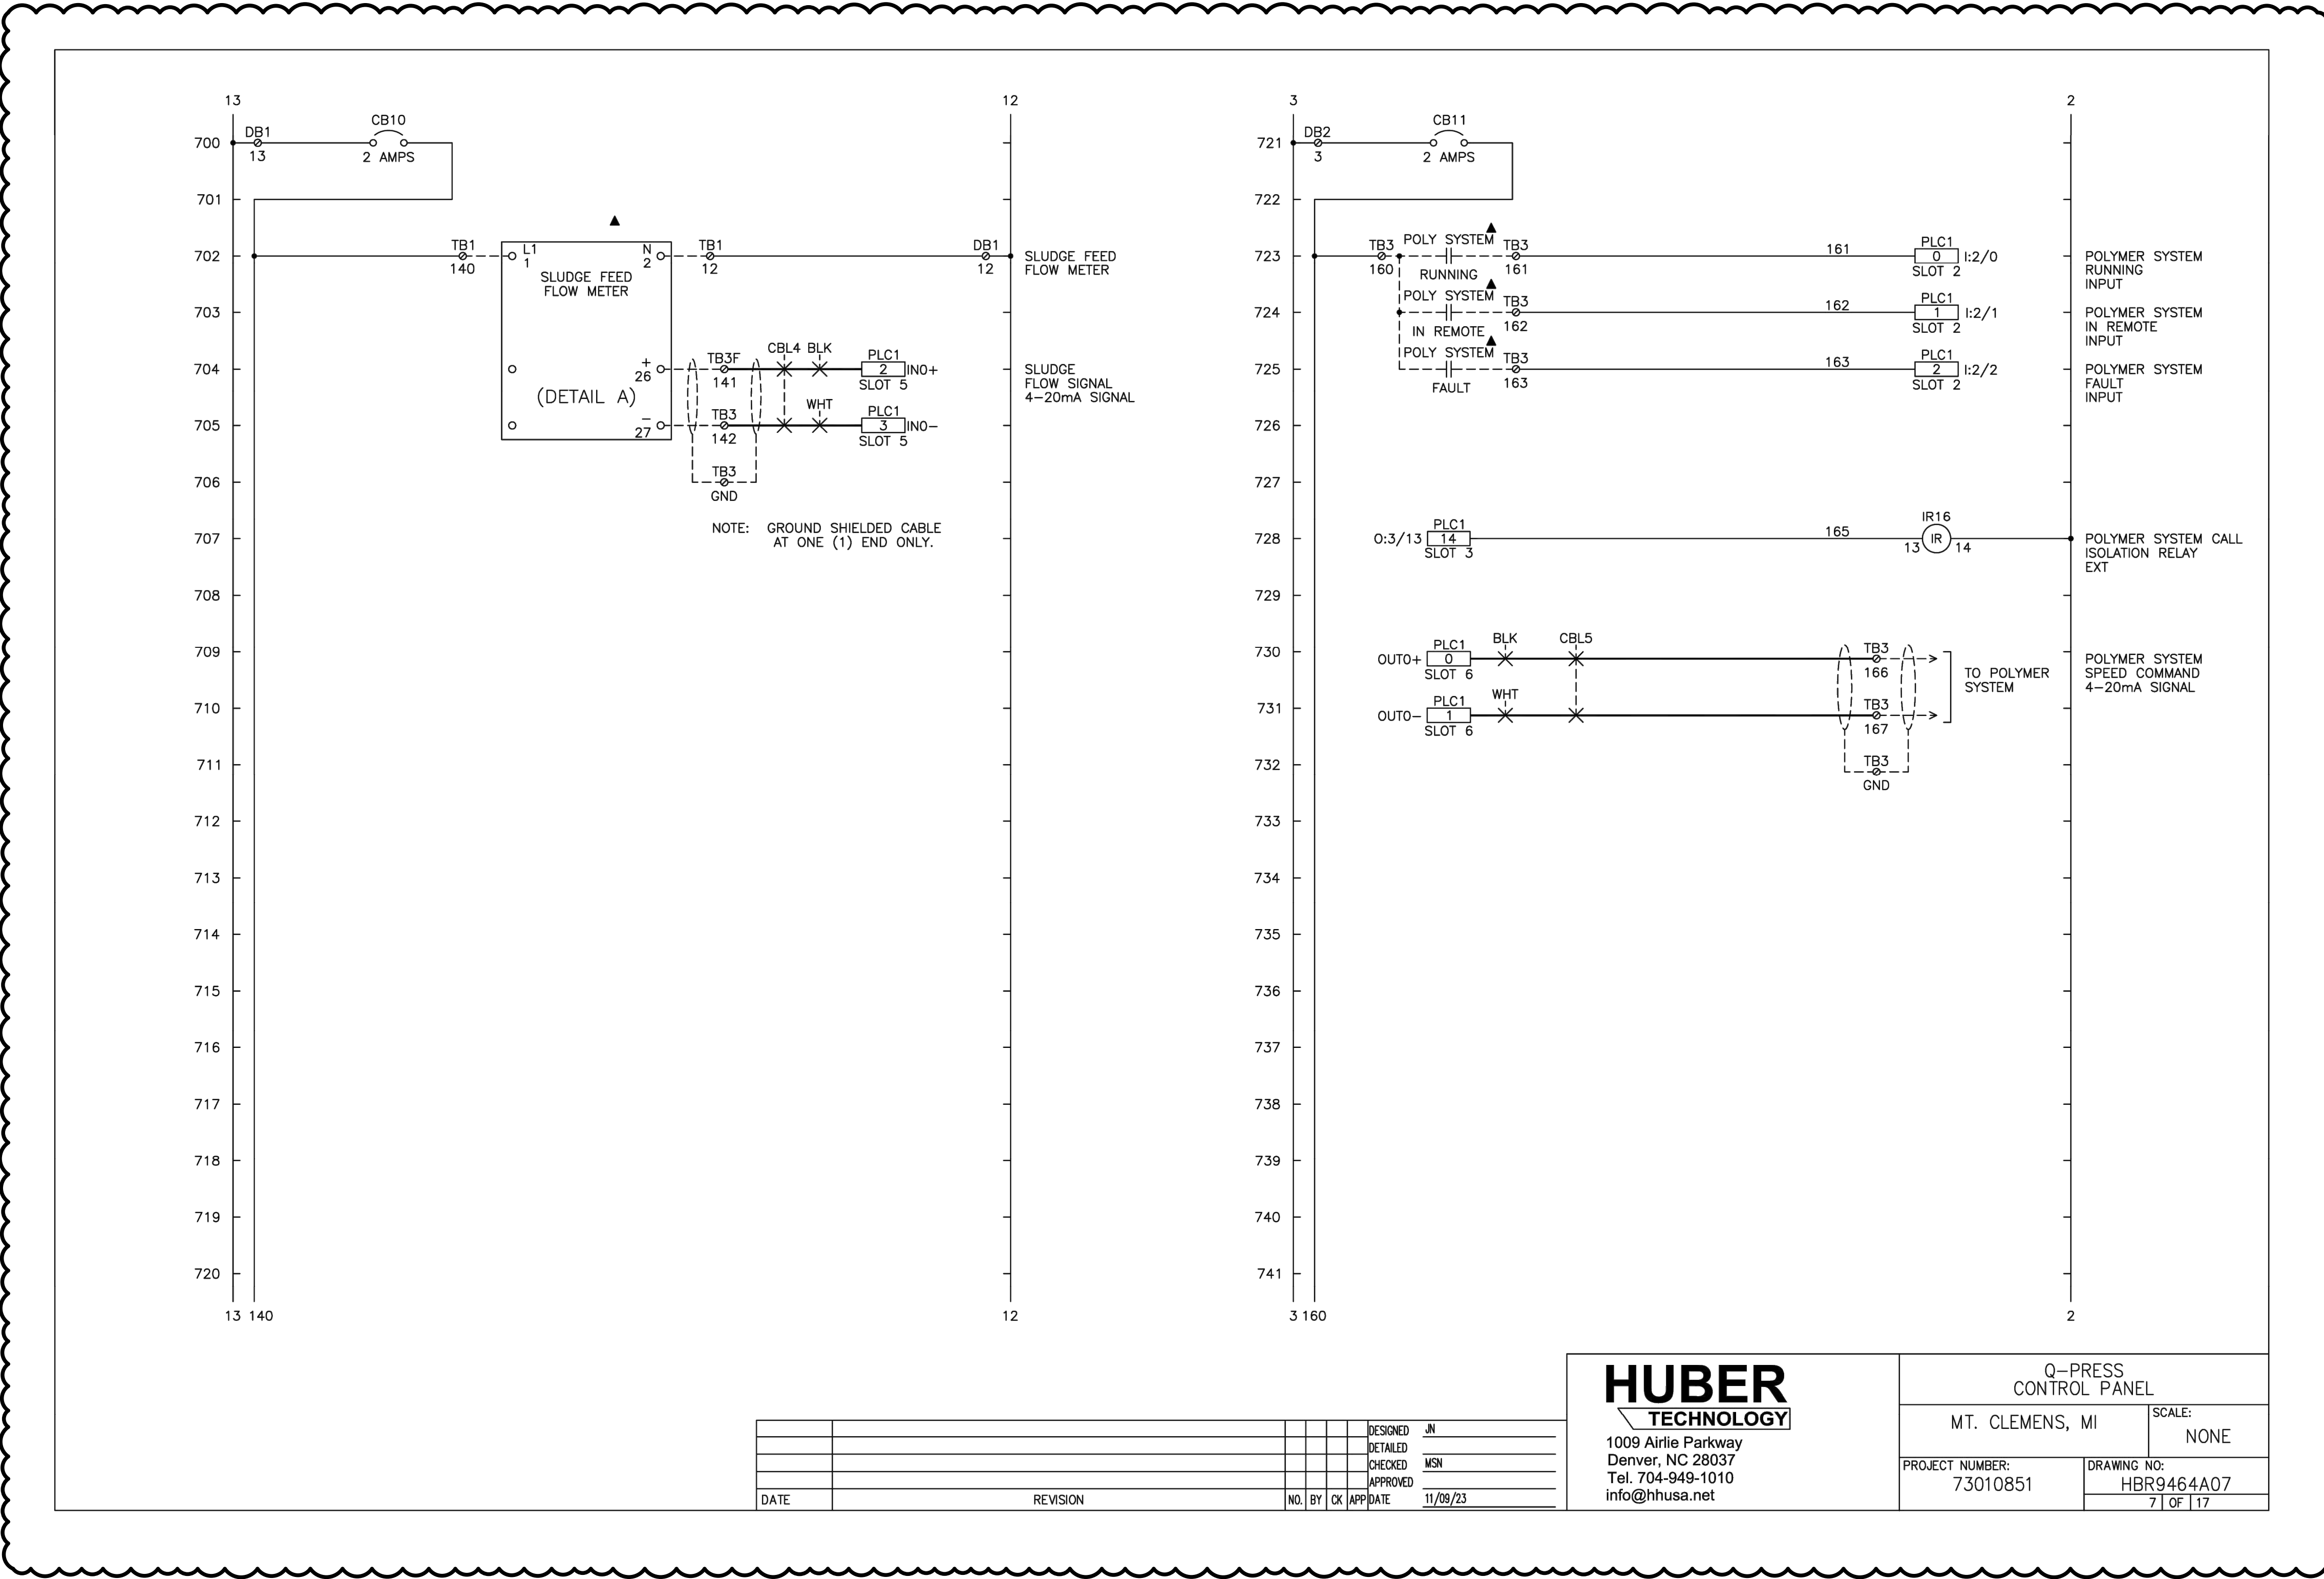 13
12
700
DB1
13
CB10
2 AMPS
701
702
TB1
140
L1
1
N
2
SLUDGE FEED
FLOW METER
TB1
12
DB1
12
SLUDGE FEED
FLOW METER
703
704
+
26
TB3F
141
CBL4
BLK
PLC1
2
IN0+
SLOT 5
SLUDGE
FLOW SIGNAL
4-20mA SIGNAL
(DETAIL A)
705
−
27
TB3
142
WHT
PLC1
3
IN0−
SLOT 5
706
TB3
GND
NOTE: GROUND SHIELDED CABLE
AT ONE (1) END ONLY.
707
708
709
710
711
712
713
714
715
716
717
718
719
720
13 140
12
3
2
721
DB2
3
CB11
2 AMPS
722
723
TB3
160
POLY SYSTEM
RUNNING
TB3
161
161
PLC1
0
I:2/0
SLOT 2
POLYMER SYSTEM
RUNNING
INPUT
724
POLY SYSTEM
IN REMOTE
TB3
162
162
PLC1
1
I:2/1
SLOT 2
POLYMER SYSTEM
IN REMOTE
INPUT
725
POLY SYSTEM
FAULT
TB3
163
163
PLC1
2
I:2/2
SLOT 2
POLYMER SYSTEM
FAULT
INPUT
726
727
728
O:3/13
PLC1
14
SLOT 3
165
IR16
13
IR
14
POLYMER SYSTEM CALL
ISOLATION RELAY
EXT
729
730
OUT0+
PLC1
0
SLOT 6
BLK
CBL5
TB3
166
TO POLYMER
SYSTEM
POLYMER SYSTEM
SPEED COMMAND
4-20mA SIGNAL
731
OUT0−
PLC1
1
SLOT 6
WHT
TB3
167
732
TB3
GND
733
734
735
736
737
738
739
740
741
3 160
2
DATE
REVISION
NO.
BY
CK
APP
DESIGNED JN
DETAILED
CHECKED MSN
APPROVED
DATE 11/09/23
HUBER
TECHNOLOGY
1009 Airlie Parkway
Denver, NC 28037
Tel. 704-949-1010
info@hhusa.net
Q-PRESS
CONTROL PANEL
MT. CLEMENS, MI
SCALE:
NONE
PROJECT NUMBER:
73010851
DRAWING NO:
HBR9464A07
7 OF 17